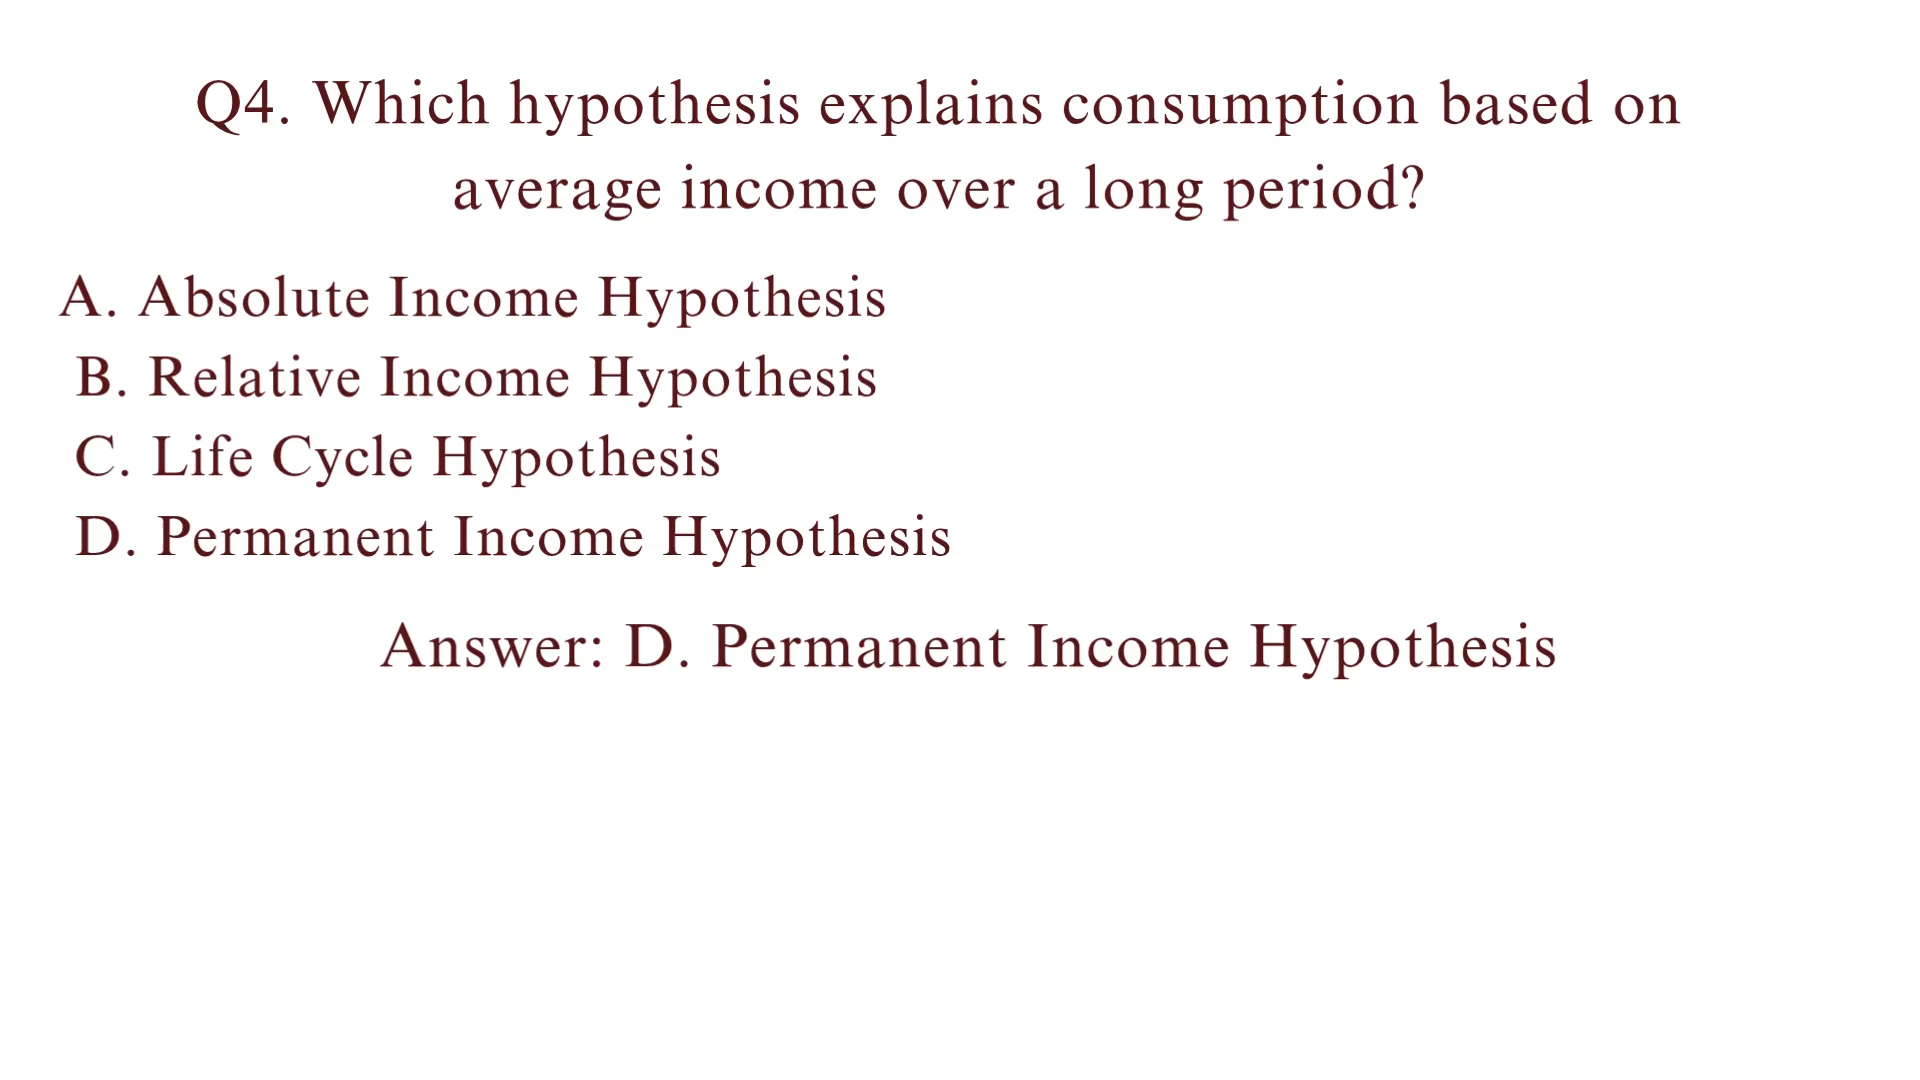 Q4. Which hypothesis explains consumption based on
average income over a long period?
A. Absolute Income Hypothesis
B. Relative Income Hypothesis
C. Life Cycle Hypothesis
D. Permanent Income Hypothesis
Answer: D. Permanent Income Hypothesis